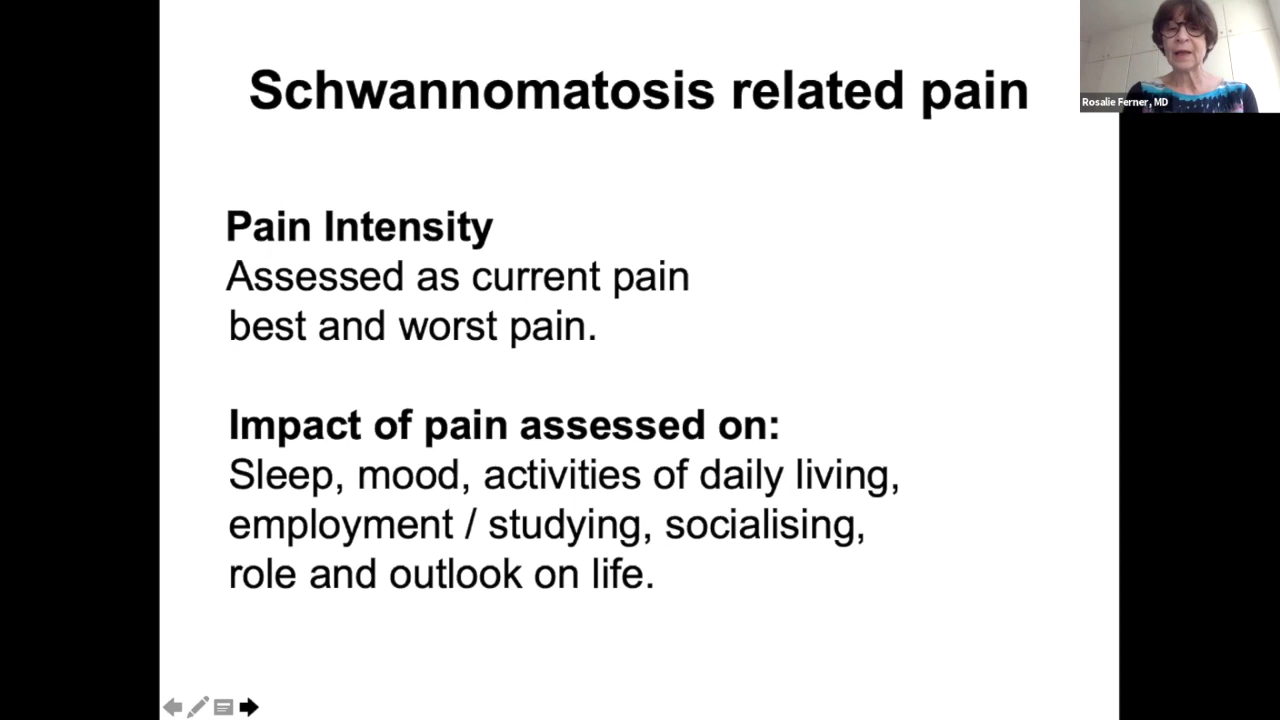 Schwannomatosis related pain
Rosalie Ferner, MD
Pain Intensity
Assessed as current pain
best and worst pain.
Impact of pain assessed on:
Sleep, mood, activities of daily living,
employment / studying, socialising,
role and outlook on life.